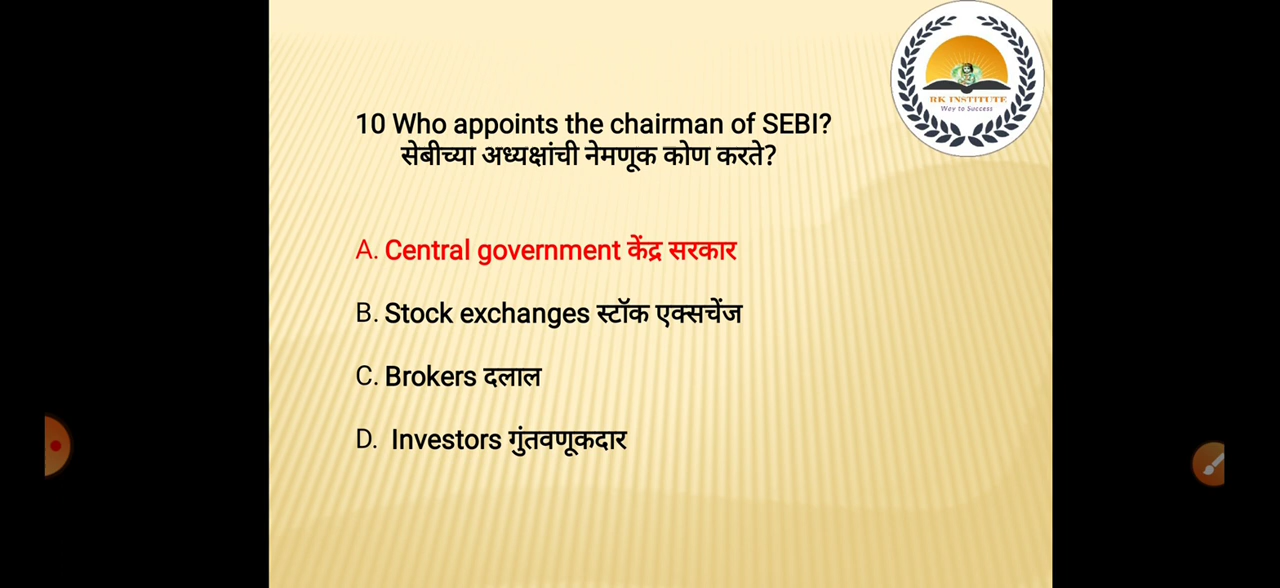 RK INSTITUTE
Way to Success
10 Who appoints the chairman of SEBI?
सेबीच्या अध्यक्षांची नेमणूक कोण करते?
A. Central government केंद्र सरकार
B. Stock exchanges स्टॉक एक्सचेंज
C. Brokers दलाल
D. Investors गुंतवणूकदार